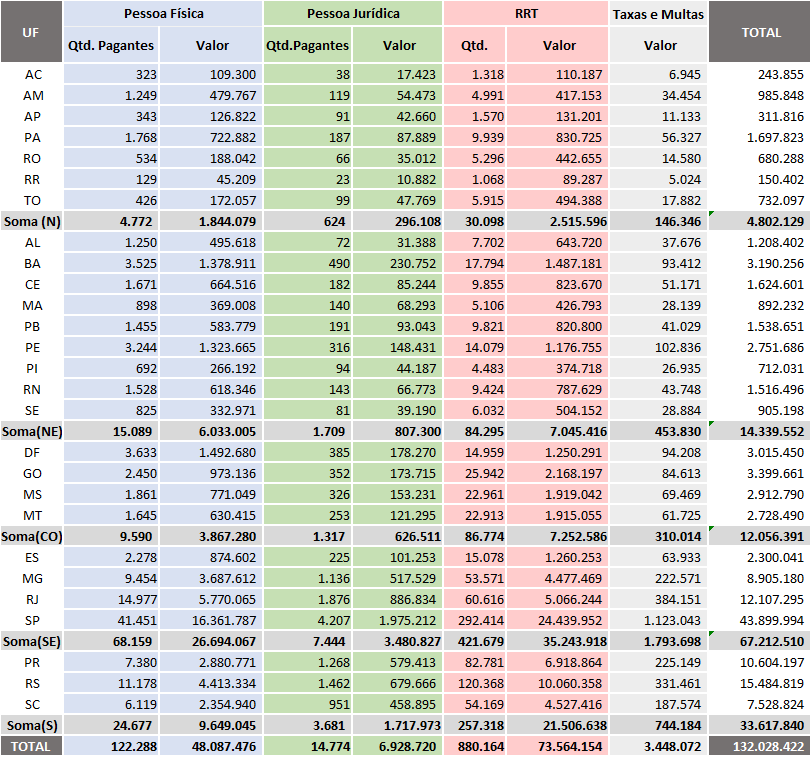 UF Pessoa Física Pessoa Jurídica RRT Taxas e Multas TOTAL
Qtd. Pagantes Valor Qtd.Pagantes Valor Qtd. Valor Valor
AC 323 109.300 38 17.423 1.318 110.187 6.945 243.855
AM 1.249 479.767 119 54.473 4.991 417.153 34.454 985.848
AP 343 126.822 91 42.660 1.570 131.201 11.133 311.816
PA 1.768 722.882 187 87.889 9.939 830.725 56.327 1.697.823
RO 534 188.042 66 35.012 5.296 442.655 14.580 680.288
RR 129 45.209 23 10.882 1.068 89.287 5.024 150.402
TO 426 172.057 99 47.769 5.915 494.388 17.882 732.097
Soma (N) 4.772 1.844.079 624 296.108 30.098 2.515.596 146.346 4.802.129
AL 1.250 495.618 72 31.388 7.702 643.720 37.676 1.208.402
BA 3.525 1.378.911 490 230.752 17.794 1.487.181 93.412 3.190.256
CE 1.671 664.516 182 85.244 9.855 823.670 51.171 1.624.601
MA 898 369.008 140 68.293 5.106 426.793 28.139 892.232
PB 1.455 583.779 191 93.043 9.821 820.800 41.029 1.538.651
PE 3.244 1.323.665 316 148.431 14.079 1.176.755 102.836 2.751.686
PI 692 266.192 94 44.187 4.483 374.718 26.935 712.031
RN 1.528 618.346 143 66.773 9.424 787.629 43.748 1.516.496
SE 825 332.971 81 39.190 6.032 504.152 28.884 905.198
Soma(NE) 15.089 6.033.005 1.709 807.300 84.295 7.045.416 453.830 14.339.552
DF 3.633 1.492.680 385 178.270 14.959 1.250.291 94.208 3.015.450
GO 2.450 973.136 352 173.715 25.942 2.168.197 84.613 3.399.661
MS 1.861 771.049 326 153.231 22.961 1.919.042 69.469 2.912.790
MT 1.645 630.415 253 121.295 22.913 1.915.055 61.725 2.728.490
Soma(CO) 9.590 3.867.280 1.317 626.511 86.774 7.252.586 310.014 12.056.391
ES 2.278 874.602 225 101.253 15.078 1.260.253 63.933 2.300.041
MG 9.454 3.687.612 1.136 517.529 53.571 4.477.469 222.571 8.905.180
RJ 14.977 5.770.065 1.876 886.834 60.616 5.066.244 384.151 12.107.295
SP 41.451 16.361.787 4.207 1.975.212 292.414 24.439.952 1.123.043 43.899.994
Soma(SE) 68.159 26.694.067 7.444 3.480.827 421.679 35.243.918 1.793.698 67.212.510
PR 7.380 2.880.771 1.268 579.413 82.781 6.918.864 225.149 10.604.197
RS 11.178 4.413.334 1.462 679.666 120.368 10.060.358 331.461 15.484.819
SC 6.119 2.354.940 951 458.895 54.169 4.527.416 187.574 7.528.824
Soma(S) 24.677 9.649.045 3.681 1.717.973 257.318 21.506.638 744.184 33.617.840
TOTAL 122.288 48.087.476 14.774 6.928.720 880.164 73.564.154 3.448.072 132.028.422